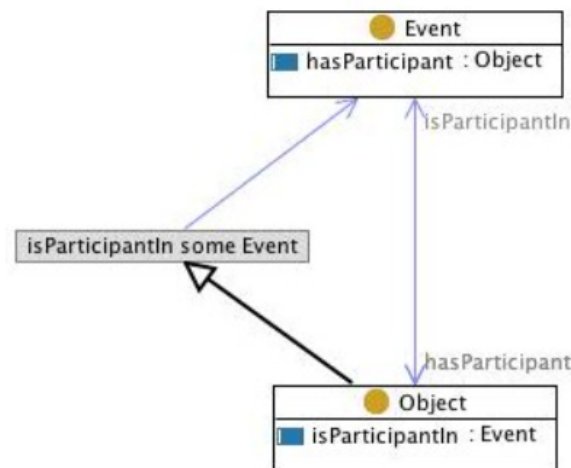 Event
hasParticipant : Object
isParticipantIn
isParticipantIn some Event
hasParticipant
Object
isParticipantIn : Event